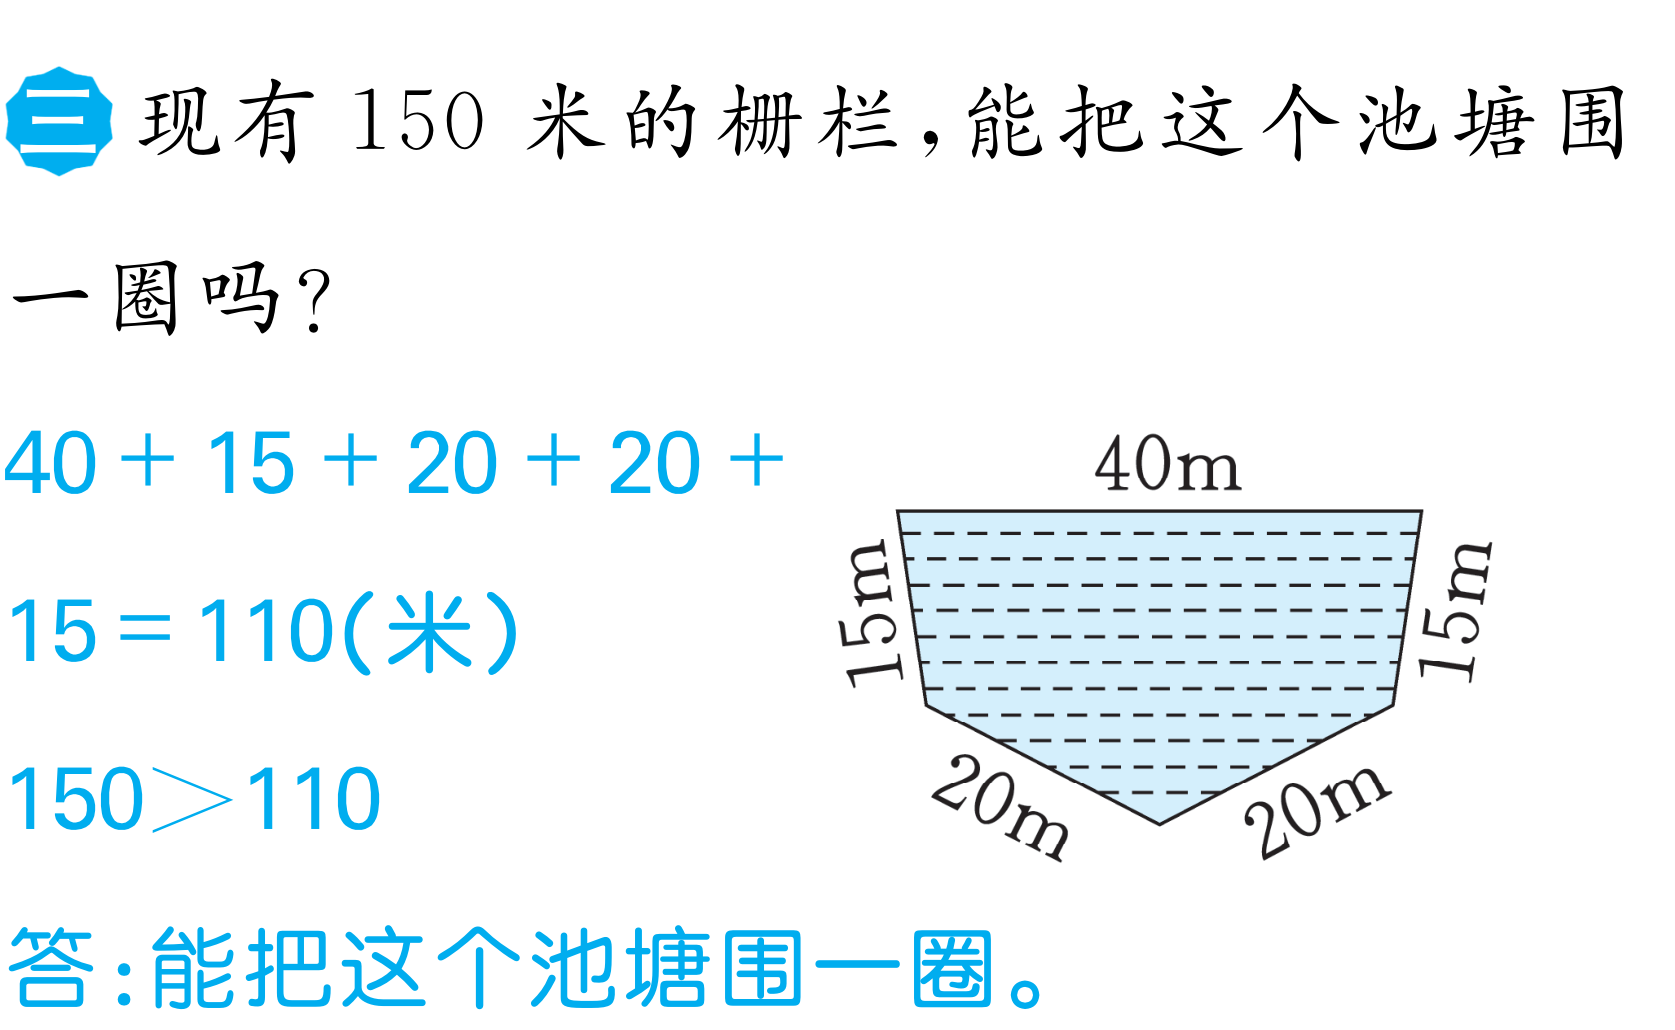 三 现有 150 米的栅栏,能把这个池塘围
一圈吗?
40 + 15 + 20 + 20 +
15 = 110(米)
150>110
答:能把这个池塘围一圈。
40m
15m
15m
20m
20m